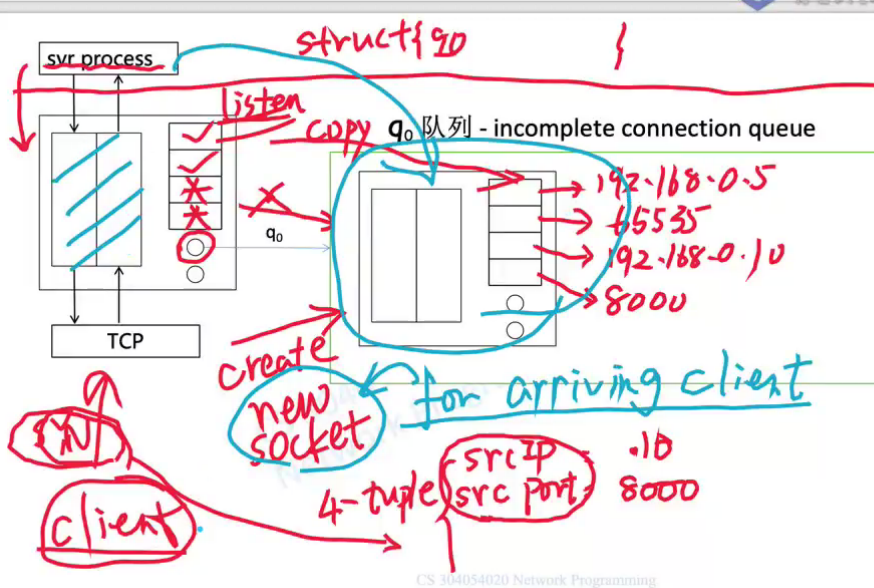 struct{q0 }
svr process
listen
copy
q₀ 队列 - incomplete connection queue
192.168.0.5
65535
q₀
192.168.0.10
8000
TCP
create
new
socket
for arriving client
SYN
src IP .10
4-tuple src port 8000
client
CS 304054020 Network Programming